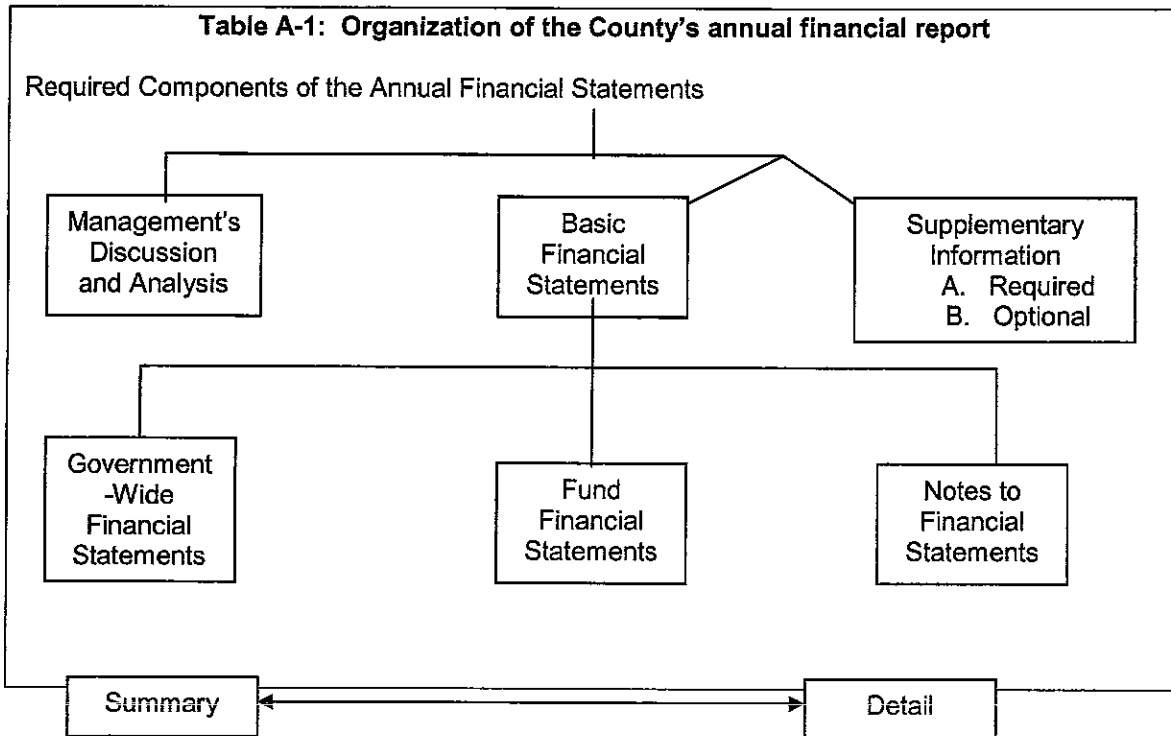 Table A-1: Organization of the County's annual financial report
Required Components of the Annual Financial Statements
Management's
Discussion
and Analysis
Basic
Financial
Statements
Supplementary
Information
A. Required
B. Optional
Government
-Wide
Financial
Statements
Fund
Financial
Statements
Notes to
Financial
Statements
Summary
Detail